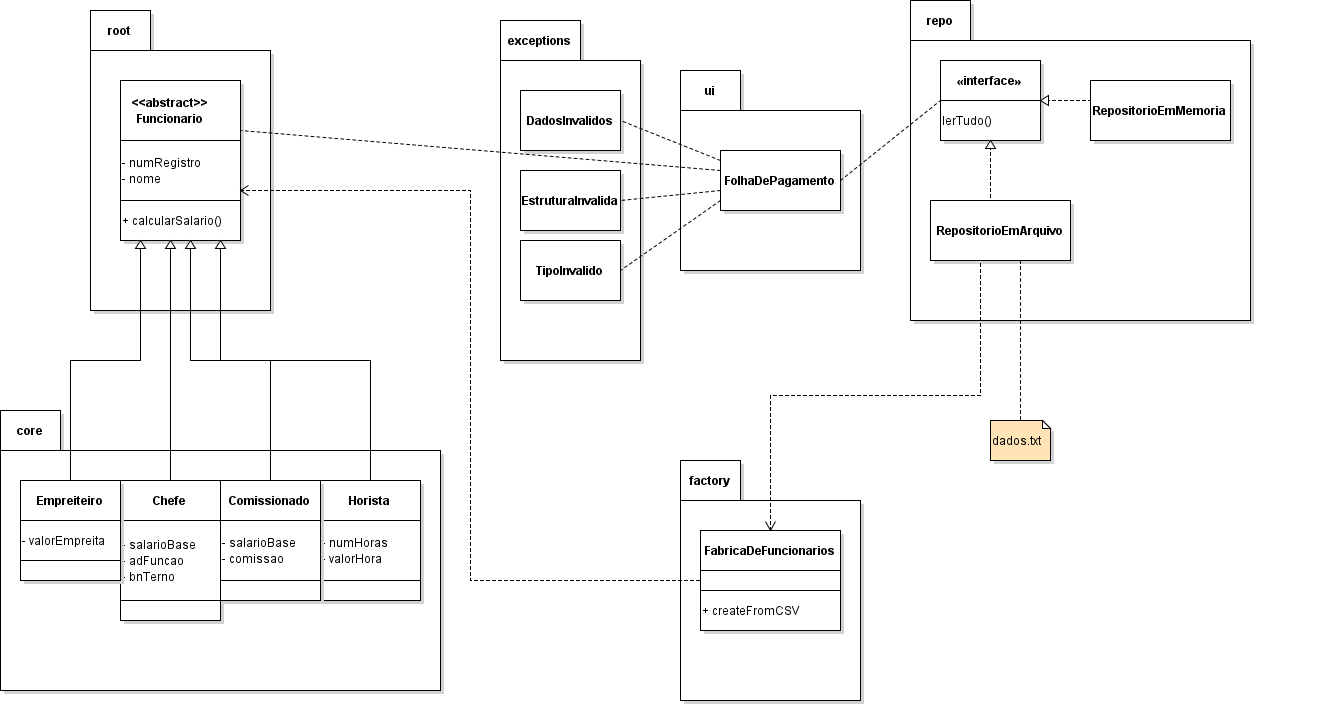 root
<<abstract>>
Funcionario
- numRegistro
- nome
+ calcularSalario()
exceptions
DadosInvalidos
EstruturaInvalida
TipoInvalido
ui
FolhaDePagamento
repo
«interface»
lerTudo()
RepositorioEmMemoria
RepositorioEmArquivo
dados.txt
core
Empreiteiro
- valorEmpreita
Chefe
- salarioBase
- adFuncao
- bnTerno
Comissionado
- salarioBase
- comissao
Horista
- numHoras
- valorHora
factory
FabricaDeFuncionarios
+ createFromCSV